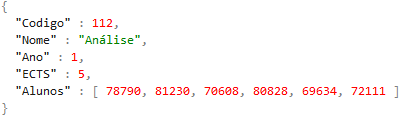 {
"Codigo" : 112,
"Nome" : "Análise",
"Ano" : 1,
"ECTS" : 5,
"Alunos" : [ 78790, 81230, 70608, 80828, 69634, 72111 ]
}